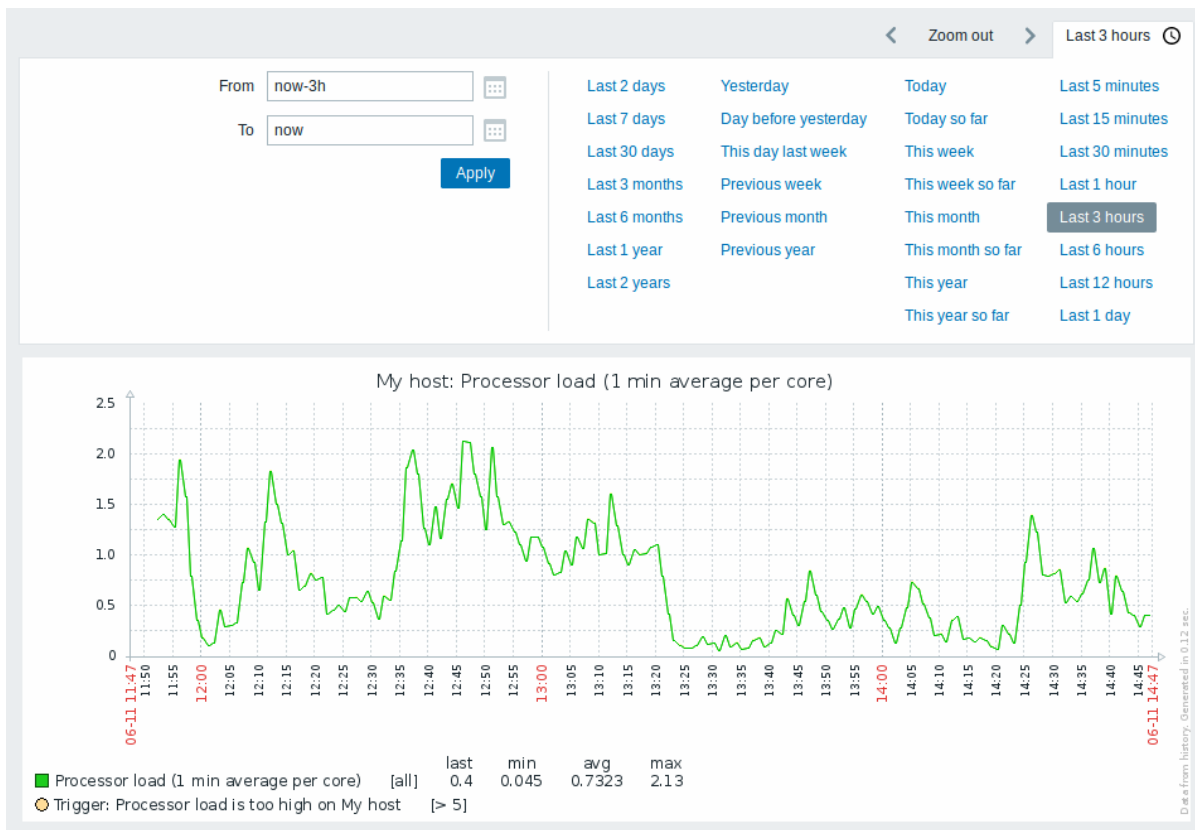 Zoom out Last 3 hours
From now-3h
To now
Apply
Last 2 days Yesterday Today Last 5 minutes
Last 7 days Day before yesterday Today so far Last 15 minutes
Last 30 days This day last week This week Last 30 minutes
Last 3 months Previous week This week so far Last 1 hour
Last 6 months Previous month This month Last 3 hours
Last 1 year Previous year This month so far Last 6 hours
Last 2 years This year Last 12 hours
This year so far Last 1 day
My host: Processor load (1 min average per core)
2.5
2.0
1.5
1.0
0.5
0
06-11 11:47 11:50 11:55 12:00 12:05 12:10 12:15 12:20 12:25 12:30 12:35 12:40 12:45 12:50 12:55 13:00 13:05 13:10 13:15 13:20 13:25 13:30 13:35 13:40 13:45 13:50 13:55 14:00 14:05 14:10 14:15 14:20 14:25 14:30 14:35 14:40 14:45 06-11 14:47
last min avg max
Processor load (1 min average per core) [all] 0.4 0.045 0.7323 2.13
Trigger: Processor load is too high on My host [> 5]
Data from history. Generated in 0.12 sec.